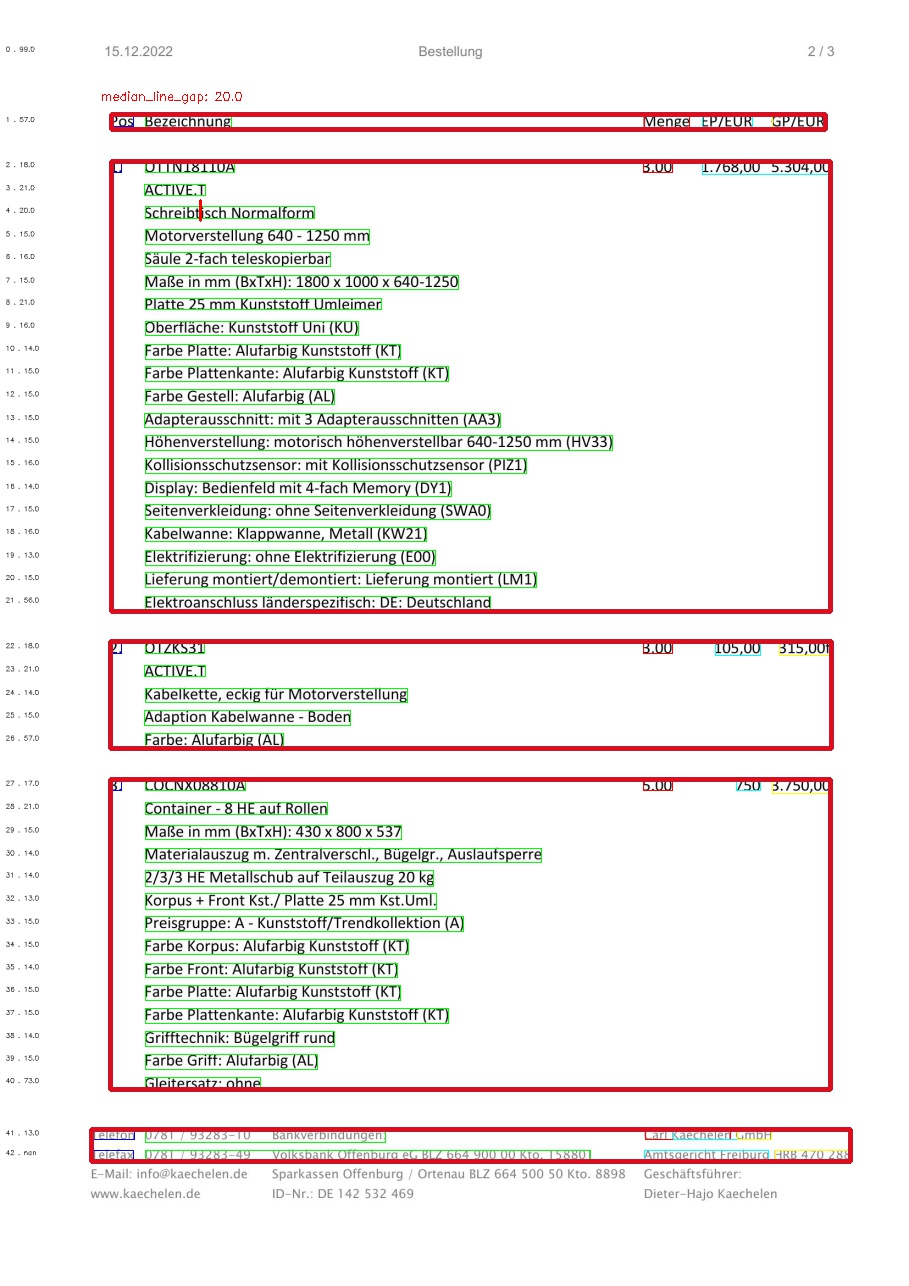 0 . 99.0 15.12.2022 Bestellung 2 / 3
median_line_gap: 20.0
1 . 57.0 Pos Bezeichnung Menge EP/EUR GP/EUR
2 . 18.0 1 OTTN18110A 3.00 1.768,00 5.304,00
3 . 21.0 ACTIVE.T
4 . 20.0 Schreibtisch Normalform
5 . 15.0 Motorverstellung 640 - 1250 mm
6 . 16.0 Säule 2-fach teleskopierbar
7 . 15.0 Maße in mm (BxTxH): 1800 x 1000 x 640-1250
8 . 21.0 Platte 25 mm Kunststoff Umleimer
9 . 16.0 Oberfläche: Kunststoff Uni (KU)
10 . 14.0 Farbe Platte: Alufarbig Kunststoff (KT)
11 . 15.0 Farbe Plattenkante: Alufarbig Kunststoff (KT)
12 . 15.0 Farbe Gestell: Alufarbig (AL)
13 . 15.0 Adapterausschnitt: mit 3 Adapterausschnitten (AA3)
14 . 15.0 Höhenverstellung: motorisch höhenverstellbar 640-1250 mm (HV33)
15 . 16.0 Kollisionsschutzsensor: mit Kollisionsschutzsensor (PIZ1)
16 . 14.0 Display: Bedienfeld mit 4-fach Memory (DY1)
17 . 15.0 Seitenverkleidung: ohne Seitenverkleidung (SWA0)
18 . 16.0 Kabelwanne: Klappwanne, Metall (KW21)
19 . 13.0 Elektrifizierung: ohne Elektrifizierung (E00)
20 . 15.0 Lieferung montiert/demontiert: Lieferung montiert (LM1)
21 . 56.0 Elektroanschluss länderspezifisch: DE: Deutschland
22 . 18.0 2 OTZKS31 3.00 105,00 315,00
23 . 21.0 ACTIVE.T
24 . 14.0 Kabelkette, eckig für Motorverstellung
25 . 15.0 Adaption Kabelwanne - Boden
26 . 57.0 Farbe: Alufarbig (AL)
27 . 17.0 3 COCNX08810A 5.00 750 3.750,00
28 . 21.0 Container - 8 HE auf Rollen
29 . 15.0 Maße in mm (BxTxH): 430 x 800 x 537
30 . 14.0 Materialauszug m. Zentralverschl., Bügelgr., Auslaufsperre
31 . 14.0 2/3/3 HE Metallschub auf Teilauszug 20 kg
32 . 13.0 Korpus + Front Kst./ Platte 25 mm Kst.Uml.
33 . 15.0 Preisgruppe: A - Kunststoff/Trendkollektion (A)
34 . 15.0 Farbe Korpus: Alufarbig Kunststoff (KT)
35 . 14.0 Farbe Front: Alufarbig Kunststoff (KT)
36 . 15.0 Farbe Platte: Alufarbig Kunststoff (KT)
37 . 15.0 Farbe Plattenkante: Alufarbig Kunststoff (KT)
38 . 14.0 Grifftechnik: Bügelgriff rund
39 . 15.0 Farbe Griff: Alufarbig (AL)
40 . 73.0 Gleitersatz: ohne
41 . 13.0 Telefon 0781 / 93283-10 Bankverbindungen: Carl Kaechelen GmbH
42 . nan Telefax 0781 / 93283-49 Volksbank Offenburg eG BLZ 664 900 00 Kto. 15880 Amtsgericht Freiburg HRB 470 288
E-Mail: info@kaechelen.de Sparkassen Offenburg / Ortenau BLZ 664 500 50 Kto. 8898 Geschäftsführer:
www.kaechelen.de ID-Nr.: DE 142 532 469 Dieter-Hajo Kaechelen